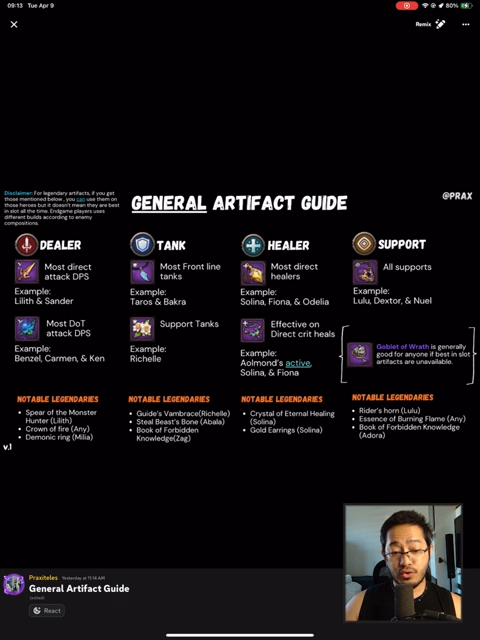 09:13 Tue Apr 9
80%
Remix
Disclaimer: For legendary artifacts, if you get
those mentioned below , you can use them on
those heroes but it doesn't mean they are best
in slot all the time. Endgame players uses
different builds according to enemy
compositions.
GENERAL ARTIFACT GUIDE
@PRAX
DEALER
Most direct
attack DPS
Example:
Lilith & Sander
Most DoT
attack DPS
Example:
Benzel, Carmen, & Ken
NOTABLE LEGENDARIES
• Spear of the Monster
Hunter (Lilith)
• Crown of fire (Any)
• Demonic ring (Milia)
TANK
Most Front line
tanks
Example:
Taros & Bakra
Support Tanks
Example:
Richelle
NOTABLE LEGENDARIES
• Guide's Vambrace(Richelle)
• Steal Beast's Bone (Abala)
• Book of Forbidden
Knowledge(Zag)
HEALER
Most direct
healers
Example:
Solina, Fiona, & Odelia
Effective on
Direct crit heals
Example:
Aolmond's active,
Solina, & Fiona
NOTABLE LEGENDARIES
• Crystal of Eternal Healing
(Solina)
• Gold Earrings (Solina)
SUPPORT
All supports
Example:
Lulu, Dextor, & Nuel
Goblet of Wrath is generally
good for anyone if best in slot
artifacts are unavailable.
NOTABLE LEGENDARIES
• Rider's horn (Lulu)
• Essence of Burning Flame (Any)
• Book of Forbidden Knowledge
(Adora)
v.1
Praxiteles Yesterday at 11:14 AM
General Artifact Guide
(edited)
React